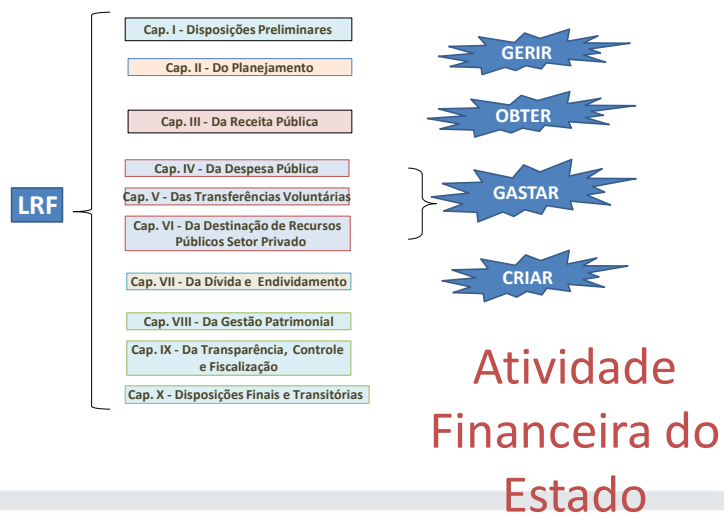 LRF
Cap. I - Disposições Preliminares
Cap. II - Do Planejamento
Cap. III - Da Receita Pública
Cap. IV - Da Despesa Pública
Cap. V - Das Transferências Voluntárias
Cap. VI - Da Destinação de Recursos
Públicos Setor Privado
Cap. VII - Da Dívida e Endividamento
Cap. VIII - Da Gestão Patrimonial
Cap. IX - Da Transparência, Controle
e Fiscalização
Cap. X - Disposições Finais e Transitórias
GERIR
OBTER
GASTAR
CRIAR
Atividade
Financeira do
Estado